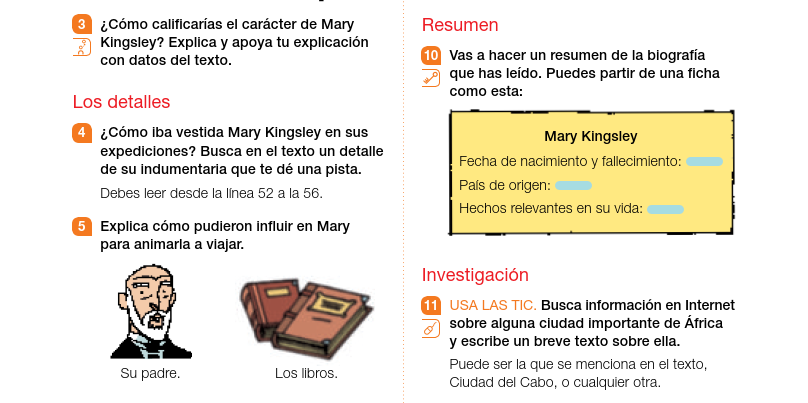 3 ¿Cómo calificarías el carácter de Mary
Kingsley? Explica y apoya tu explicación
con datos del texto.
Los detalles
4 ¿Cómo iba vestida Mary Kingsley en sus
expediciones? Busca en el texto un detalle
de su indumentaria que te dé una pista.
Debes leer desde la línea 52 a la 56.
5 Explica cómo pudieron influir en Mary
para animarla a viajar.
Su padre.
Los libros.
Resumen
10 Vas a hacer un resumen de la biografía
que has leído. Puedes partir de una ficha
como esta:
Mary Kingsley
Fecha de nacimiento y fallecimiento:
País de origen:
Hechos relevantes en su vida:
Investigación
11 USA LAS TIC. Busca información en Internet
sobre alguna ciudad importante de África
y escribe un breve texto sobre ella.
Puede ser la que se menciona en el texto,
Ciudad del Cabo, o cualquier otra.